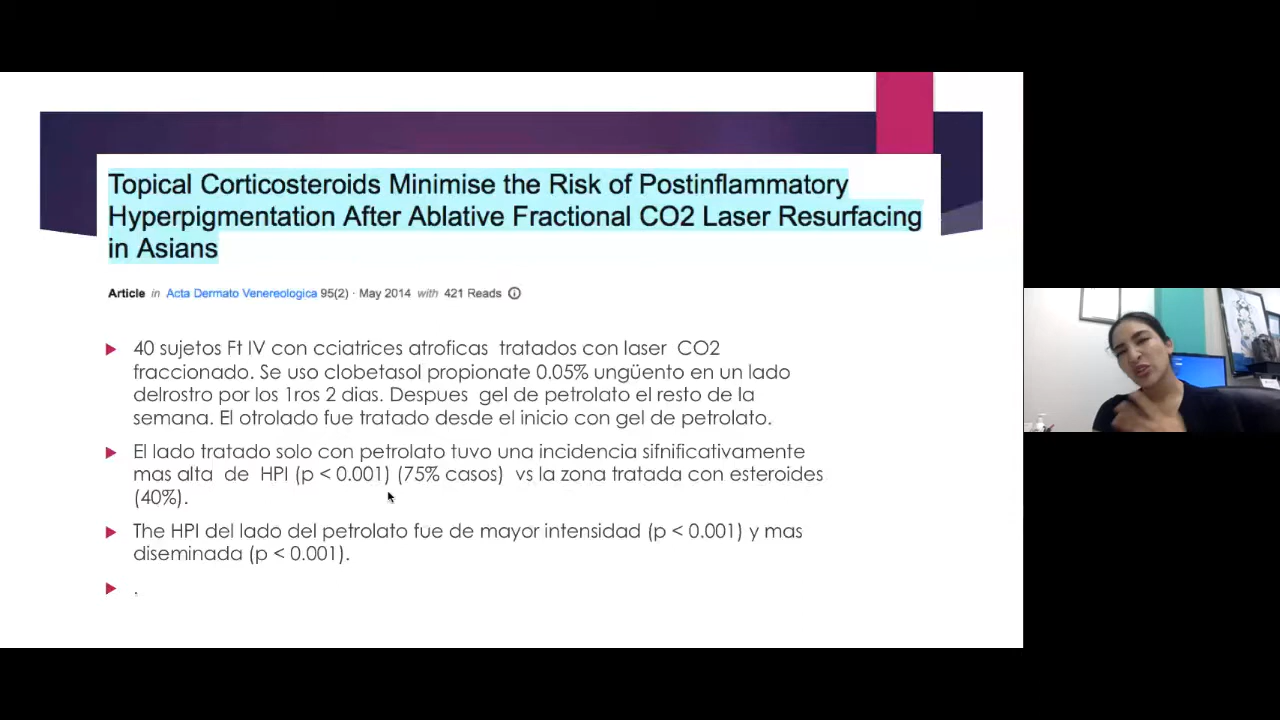 Topical Corticosteroids Minimise the Risk of Postinflammatory
Hyperpigmentation After Ablative Fractional CO2 Laser Resurfacing
in Asians
Article in Acta Dermato Venereologica 95(2) · May 2014 with 421 Reads
40 sujetos Ft IV con cciatrices atroficas tratados con laser CO2
fraccionado. Se uso clobetasol propionate 0.05% ungüento en un lado
delrostro por los 1ros 2 dias. Despues gel de petrolato el resto de la
semana. El otrolado fue tratado desde el inicio con gel de petrolato.
El lado tratado solo con petrolato tuvo una incidencia sifnificativamente
mas alta de HPI (p < 0.001) (75% casos) vs la zona tratada con esteroides
(40%).
The HPI del lado del petrolato fue de mayor intensidad (p < 0.001) y mas
diseminada (p < 0.001).
.